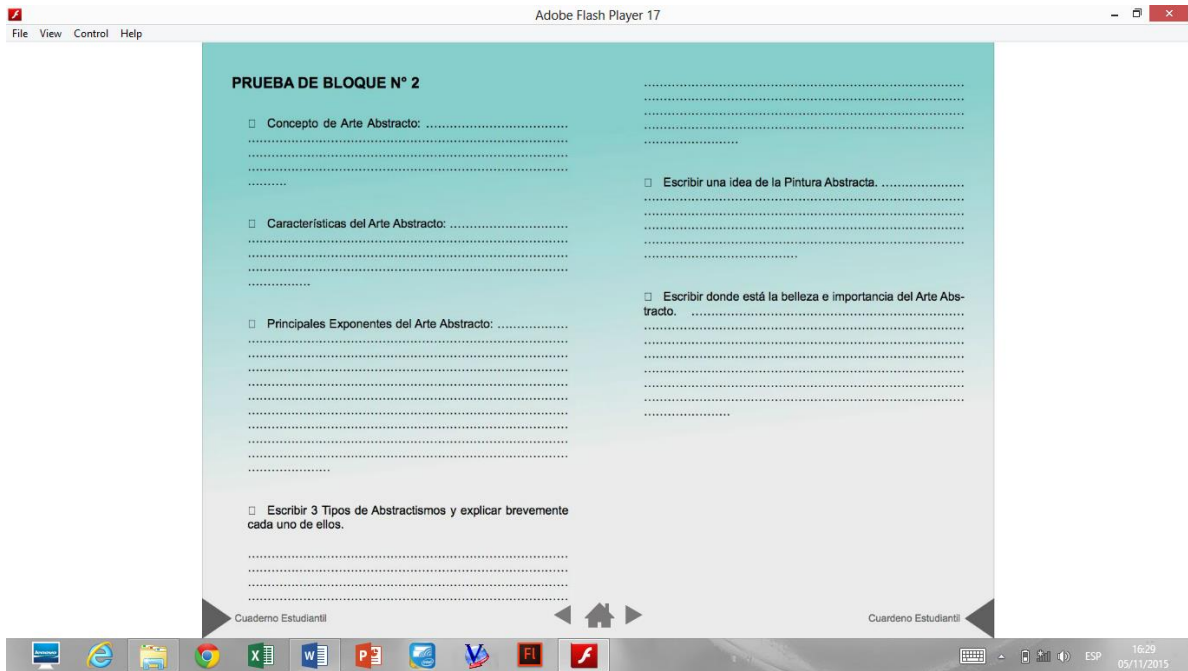 Adobe Flash Player 17
File View Control Help
PRUEBA DE BLOQUE N° 2
□ Concepto de Arte Abstracto: ....................................
................................................................................
................................................................................
................................................................................
..........
□ Características del Arte Abstracto: ..............................
................................................................................
................................................................................
................................................................................
................
□ Principales Exponentes del Arte Abstracto: ..................
................................................................................
................................................................................
................................................................................
................................................................................
................................................................................
................................................................................
................................................................................
................................................................................
................................................................................
.....................
□ Escribir 3 Tipos de Abstractismos y explicar brevemente
cada uno de ellos.
................................................................................
................................................................................
................................................................................
................................................................................
................................................................................
................................................................................
................................................................................
................................................................................
........................
□ Escribir una idea de la Pintura Abstracta. .....................
................................................................................
................................................................................
................................................................................
................................................................................
.......................................
□ Escribir donde está la belleza e importancia del Arte Abs-
tracto. .....................................................................
................................................................................
................................................................................
................................................................................
................................................................................
................................................................................
................................................................................
......................
Cuaderno Estudiantil
Cuardeno Estudiantil
lenovo
Fl
ESP
16:29
05/11/2015